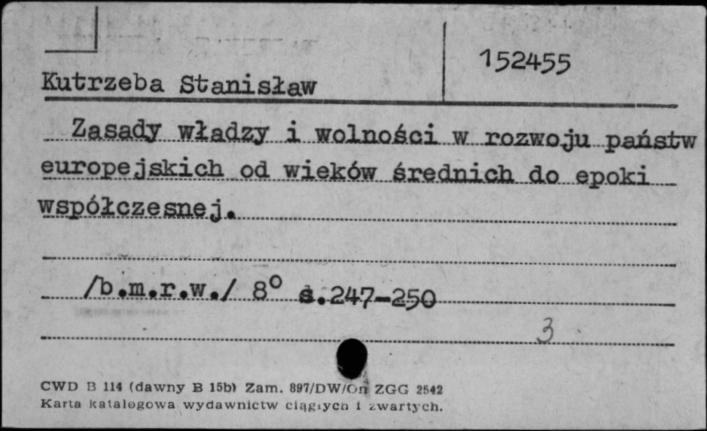 152455
Kutrzeba Stanisław
Zasady władzy i wolności w rozwoju państw
europejskich od wieków średnich do epoki
współczesnej.
/b.m.r.w./ 8° s.247-250
3
CWD B 114 (dawny B 15b) Zam. 897/DW/On ZGG 2542
Karta katalogowa wydawnictw ciągłych i zwartych.